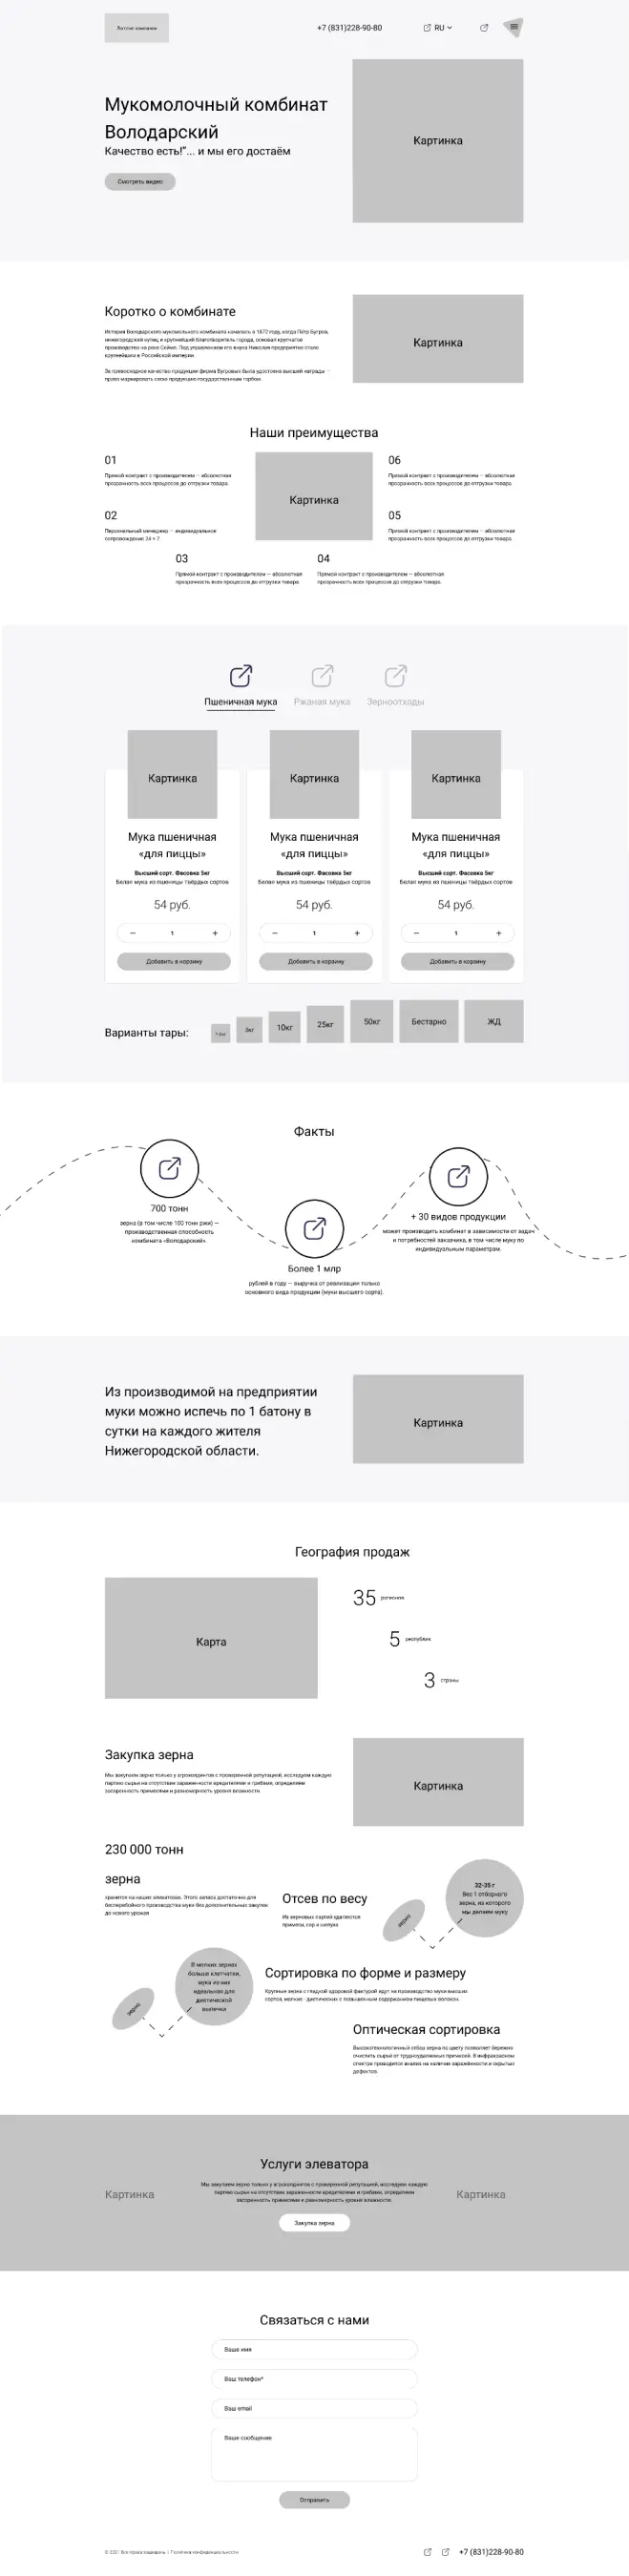 Логотип компании
+7 (831)228-90-80
RU
Мукомолочный комбинат
Володарский
Качество есть!"... и мы его достаём
Смотреть видео
Картинка
Коротко о комбинате
История Володарского мукомольного комбината началась в 1872 году, когда Пётр Бугров,
нижегородский купец и крупнейший благотворитель города, основал крупчатое
производство на реке Сейме. Под управлением его внука Николая предприятие стало
крупнейшим в Российской империи.
За превосходное качество продукции фирма Бугровых была удостоена высшей награды —
право маркировать свою продукцию государственным гербом.
Картинка
Наши преимущества
01
Прямой контракт с производителем — абсолютная
прозрачность всех процессов до отгрузки товара.
02
Персональный менеджер — индивидуальное
сопровождение 24 × 7.
Картинка
06
Прямой контракт с производителем — абсолютная
прозрачность всех процессов до отгрузки товара.
05
Прямой контракт с производителем — абсолютная
прозрачность всех процессов до отгрузки товара.
03
Прямой контракт с производителем — абсолютная
прозрачность всех процессов до отгрузки товара.
04
Прямой контракт с производителем — абсолютная
прозрачность всех процессов до отгрузки товара.
Пшеничная мука
Ржаная мука
Зерноотходы
Картинка
Мука пшеничная
«для пиццы»
Высший сорт. Фасовка 5кг
Белая мука из пшеницы твёрдых сортов
54 руб.
− 1 +
Добавить в корзину
Картинка
Мука пшеничная
«для пиццы»
Высший сорт. Фасовка 5кг
Белая мука из пшеницы твёрдых сортов
54 руб.
− 1 +
Добавить в корзину
Картинка
Мука пшеничная
«для пиццы»
Высший сорт. Фасовка 5кг
Белая мука из пшеницы твёрдых сортов
54 руб.
− 1 +
Добавить в корзину
Варианты тары:
5кг
10кг
25кг
50кг
Бестарно
ЖД
Факты
700 тонн
зерна (в том числе 100 тонн ржи) —
производственная способность
комбината «Володарский».
Более 1 млр
рублей в году — выручка от реализации только
основного вида продукции (муки высшего сорта).
+ 30 видов продукции
может производить комбинат в зависимости от задач
и потребностей заказчика, в том числе муку по
индивидуальным параметрам.
Из производимой на предприятии
муки можно испечь по 1 батону в
сутки на каждого жителя
Нижегородской области.
Картинка
География продаж
Карта
35 регионов
5 республик
3 страны
Закупка зерна
Мы закупаем зерно только у агрохолдингов с проверенной репутацией, исследуем каждую
партию сырья на отсутствие зараженности вредителями и грибами, определяем
засоренность примесями и равномерность уровня влажности.
Картинка
230 000 тонн
зерна
хранится на наших элеваторах. Этого запаса достаточно для
бесперебойного производства муки без дополнительных закупок
до нового урожая
Отсев по весу
Из зерновых партий удаляются
примеси, сор и шелуха.
зерно
32-35 г
Вес 1 отборного
зерна, из которого
мы делаем муку
зерно
В мелких зернах
больше клетчатки,
мука из них
идеальная для
диетической
выпечки
Сортировка по форме и размеру
Крупные зерна с гладкой здоровой фактурой идут на производство муки высших
сортов, мелкие - диетических с повышенным содержанием пищевых волокон.
Оптическая сортировка
Высокотехнологичный отбор зерна по цвету позволяет бережно
очистить сырье от трудноудаляемых примесей. В инфракрасном
спектре проводится анализ на наличие заражённости и скрытых
дефектов.
Картинка
Услуги элеватора
Мы закупаем зерно только у агрохолдингов с проверенной репутацией, исследуем каждую
партию сырья на отсутствие зараженности вредителями и грибами, определяем
засоренность примесями и равномерность уровня влажности.
Закупка зерна
Картинка
Связаться с нами
Ваше имя
Ваш телефон*
Ваш email
Ваше сообщение
Отправить
© 2021 Все права защищены | Политика конфиденциальности
+7 (831)228-90-80